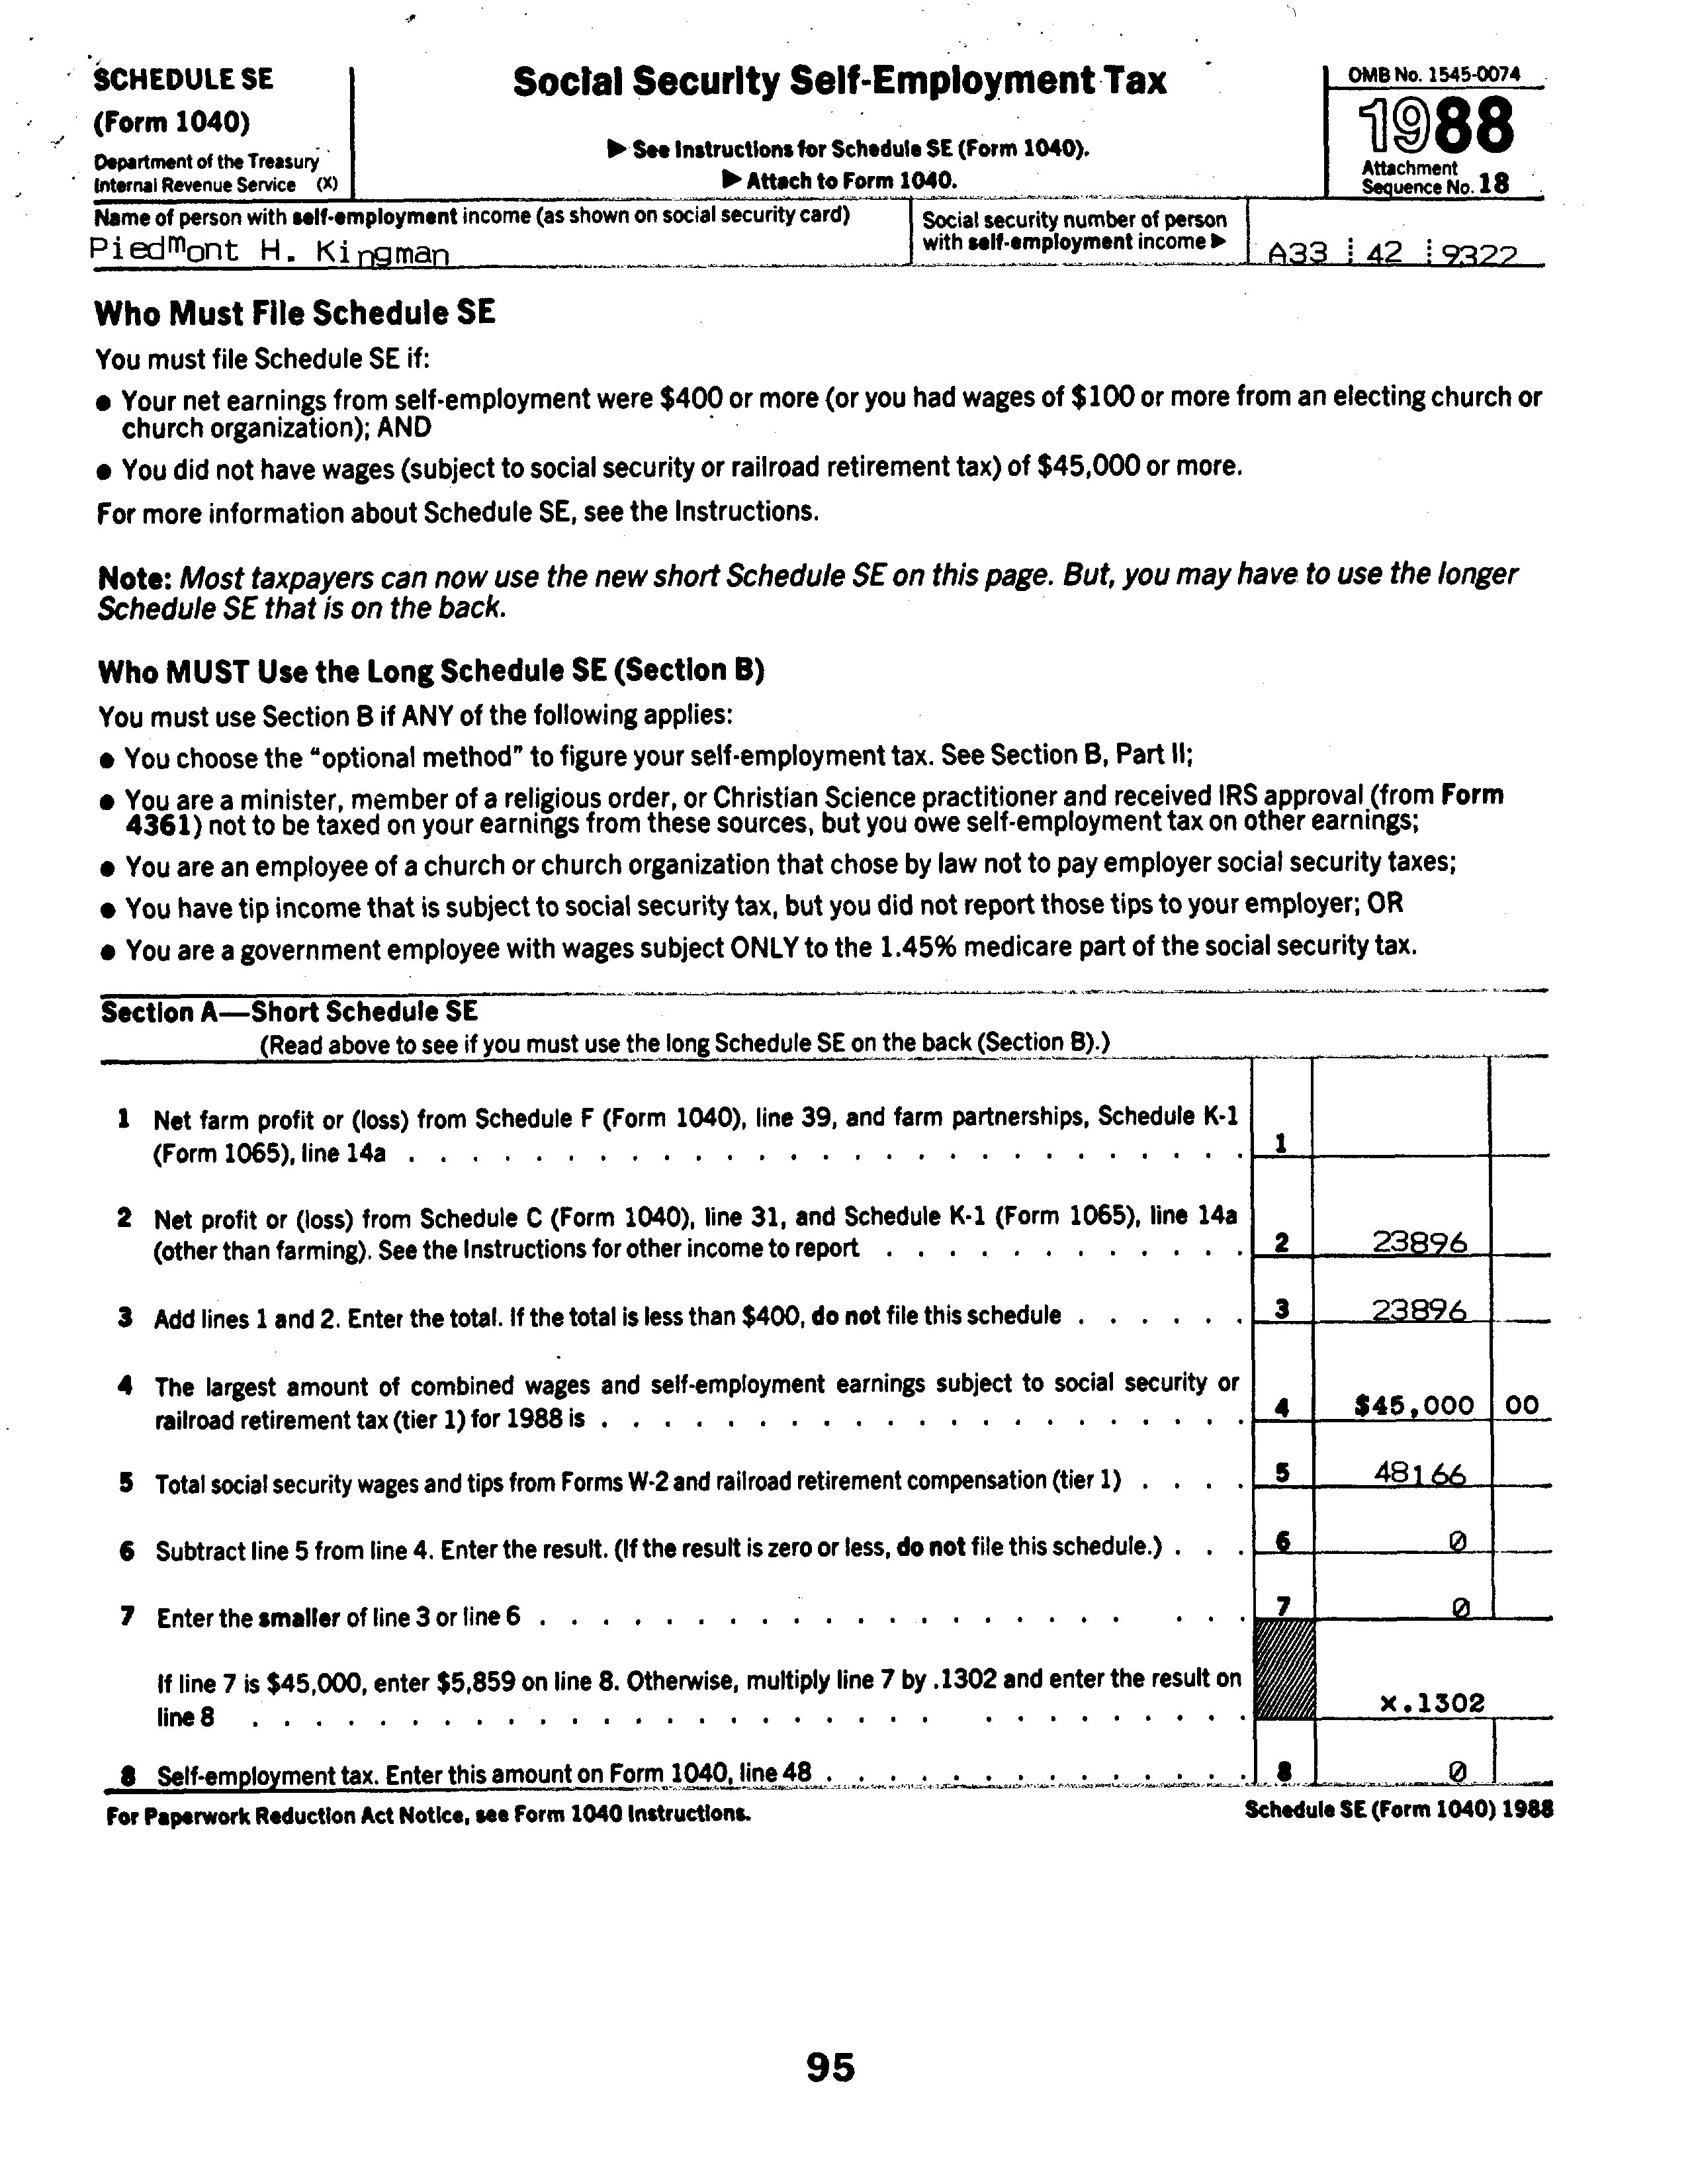 SCHEDULE SE
(Form 1040)
Department of the Treasury
Internal Revenue Service (X)
Social Security Self-Employment Tax
▶ See Instructions for Schedule SE (Form 1040).
▶ Attach to Form 1040.
OMB No. 1545-0074
1988
Attachment
Sequence No. 18
Name of person with self-employment income (as shown on social security card)
Piedmont H. Kingman
Social security number of person
with self-employment income ▶
A33 42 9322
Who Must File Schedule SE
You must file Schedule SE if:
● Your net earnings from self-employment were $400 or more (or you had wages of $100 or more from an electing church or
church organization); AND
● You did not have wages (subject to social security or railroad retirement tax) of $45,000 or more.
For more information about Schedule SE, see the Instructions.
Note: Most taxpayers can now use the new short Schedule SE on this page. But, you may have to use the longer
Schedule SE that is on the back.
Who MUST Use the Long Schedule SE (Section B)
You must use Section B if ANY of the following applies:
● You choose the "optional method" to figure your self-employment tax. See Section B, Part II;
● You are a minister, member of a religious order, or Christian Science practitioner and received IRS approval (from Form
4361) not to be taxed on your earnings from these sources, but you owe self-employment tax on other earnings;
● You are an employee of a church or church organization that chose by law not to pay employer social security taxes;
● You have tip income that is subject to social security tax, but you did not report those tips to your employer; OR
● You are a government employee with wages subject ONLY to the 1.45% medicare part of the social security tax.
Section A—Short Schedule SE
(Read above to see if you must use the long Schedule SE on the back (Section B).)
1 Net farm profit or (loss) from Schedule F (Form 1040), line 39, and farm partnerships, Schedule K-1
(Form 1065), line 14a . . . . . . . . . . . . . . . . . . . . . . . . . . . 1
2 Net profit or (loss) from Schedule C (Form 1040), line 31, and Schedule K-1 (Form 1065), line 14a
(other than farming). See the Instructions for other income to report . . . . . . . . . . . . 2 23896
3 Add lines 1 and 2. Enter the total. If the total is less than $400, do not file this schedule . . . . . . 3 23896
4 The largest amount of combined wages and self-employment earnings subject to social security or
railroad retirement tax (tier 1) for 1988 is . . . . . . . . . . . . . . . . . . . . . 4 $45,000 00
5 Total social security wages and tips from Forms W-2 and railroad retirement compensation (tier 1) . . . . 5 48166
6 Subtract line 5 from line 4. Enter the result. (If the result is zero or less, do not file this schedule.) . . . 6 0
7 Enter the smaller of line 3 or line 6 . . . . . . . . . . . . . . . . . . . . . . 7 0
If line 7 is $45,000, enter $5,859 on line 8. Otherwise, multiply line 7 by .1302 and enter the result on
line 8 . . . . . . . . . . . . . . . . . . . . . . . . . . . . . . . x.1302
8 Self-employment tax. Enter this amount on Form 1040, line 48 . . . . . . . . . . . . . . 8 0
For Paperwork Reduction Act Notice, see Form 1040 Instructions.
Schedule SE (Form 1040) 1988
95